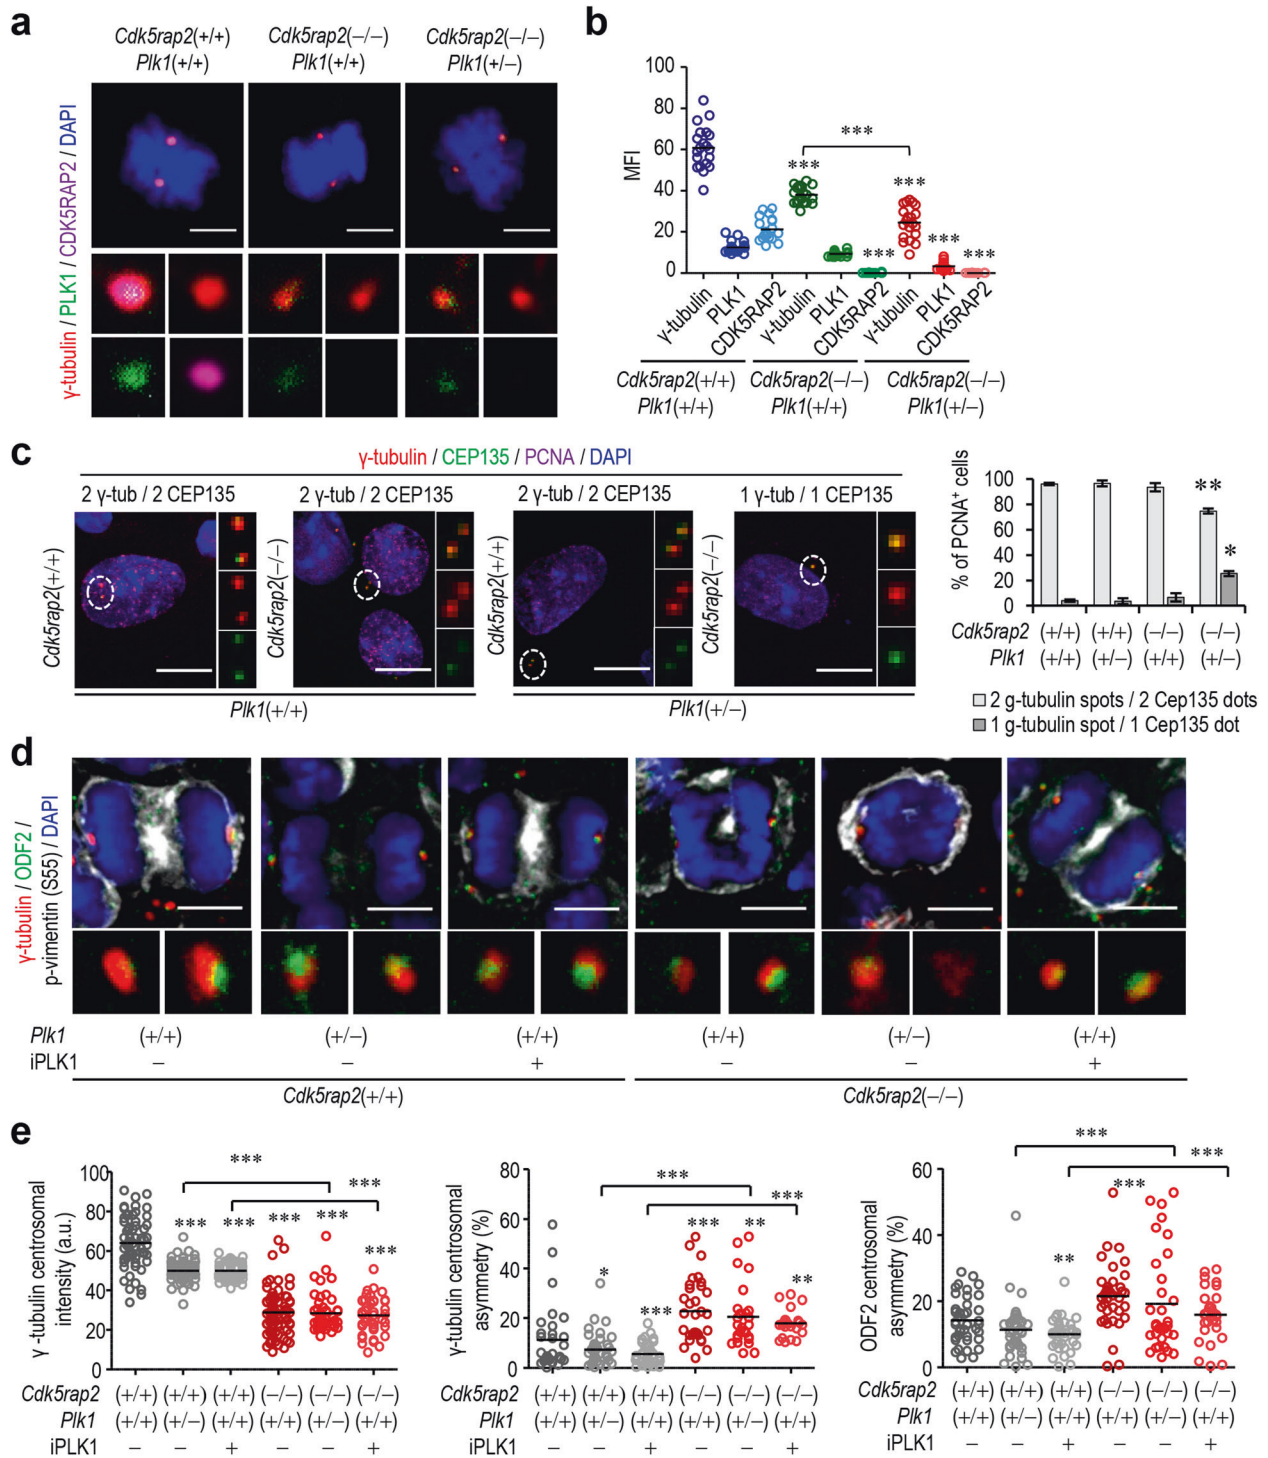 a
Cdk5rap2(+/+)
Plk1(+/+)
Cdk5rap2(−/−)
Plk1(+/+)
Cdk5rap2(−/−)
Plk1(+/−)
γ-tubulin / PLK1 / CDK5RAP2 / DAPI
b
MFI
100
80
60
40
20
0
***
***
***
***
***
***
γ-tubulin
PLK1
CDK5RAP2
γ-tubulin
PLK1
CDK5RAP2
γ-tubulin
PLK1
CDK5RAP2
Cdk5rap2(+/+)
Plk1(+/+)
Cdk5rap2(−/−)
Plk1(+/+)
Cdk5rap2(−/−)
Plk1(+/−)
c
γ-tubulin / CEP135 / PCNA / DAPI
2 γ-tub / 2 CEP135
2 γ-tub / 2 CEP135
2 γ-tub / 2 CEP135
1 γ-tub / 1 CEP135
Cdk5rap2(+/+)
Cdk5rap2(−/−)
Cdk5rap2(+/+)
Cdk5rap2(−/−)
Plk1(+/+)
Plk1(+/−)
% of PCNA⁺ cells
100
80
60
40
20
0
**
*
Cdk5rap2 (+/+) (+/+) (−/−) (−/−)
Plk1 (+/+) (+/−) (+/+) (+/−)
2 g-tubulin spots / 2 Cep135 dots
1 g-tubulin spot / 1 Cep135 dot
d
γ-tubulin / ODF2 /
p-vimentin (S55) / DAPI
Plk1 (+/+) (+/−) (+/+) (+/+) (+/−) (+/+)
iPLK1 − − + − − +
Cdk5rap2(+/+)
Cdk5rap2(−/−)
e
γ-tubulin centrosomal
intensity (a.u.)
100
80
60
40
20
0
***
***
***
***
***
***
***
Cdk5rap2 (+/+) (+/+) (+/+) (−/−) (−/−) (−/−)
Plk1 (+/+) (+/−) (+/+) (+/+) (+/−) (+/+)
iPLK1 − − + − − +
γ-tubulin centrosomal
asymmetry (%)
80
60
40
20
0
***
***
***
**
*
***
**
Cdk5rap2 (+/+) (+/+) (+/+) (−/−) (−/−) (−/−)
Plk1 (+/+) (+/−) (+/+) (+/+) (+/−) (+/+)
iPLK1 − − + − − +
ODF2 centrosomal
asymmetry (%)
60
40
20
0
***
***
***
**
Cdk5rap2 (+/+) (+/+) (+/+) (−/−) (−/−) (−/−)
Plk1 (+/+) (+/−) (+/+) (+/+) (+/−) (+/+)
iPLK1 − − + − − +